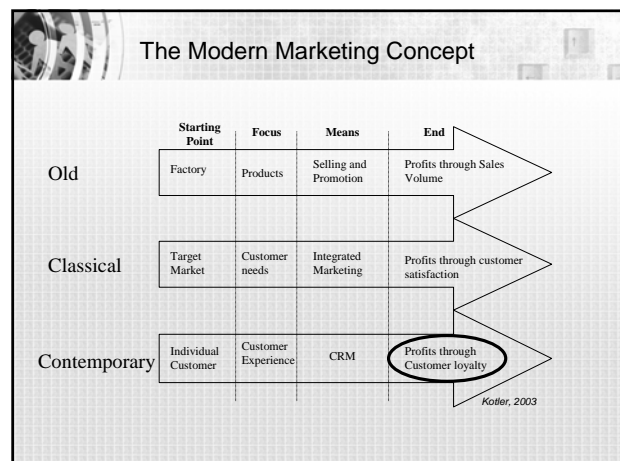 The Modern Marketing Concept
Starting
Point
Focus
Means
End
Old
Factory
Products
Selling and
Promotion
Profits through Sales
Volume
Classical
Target
Market
Customer
needs
Integrated
Marketing
Profits through customer
satisfaction
Contemporary
Individual
Customer
Customer
Experience
CRM
Profits through
Customer loyalty
Kotler, 2003